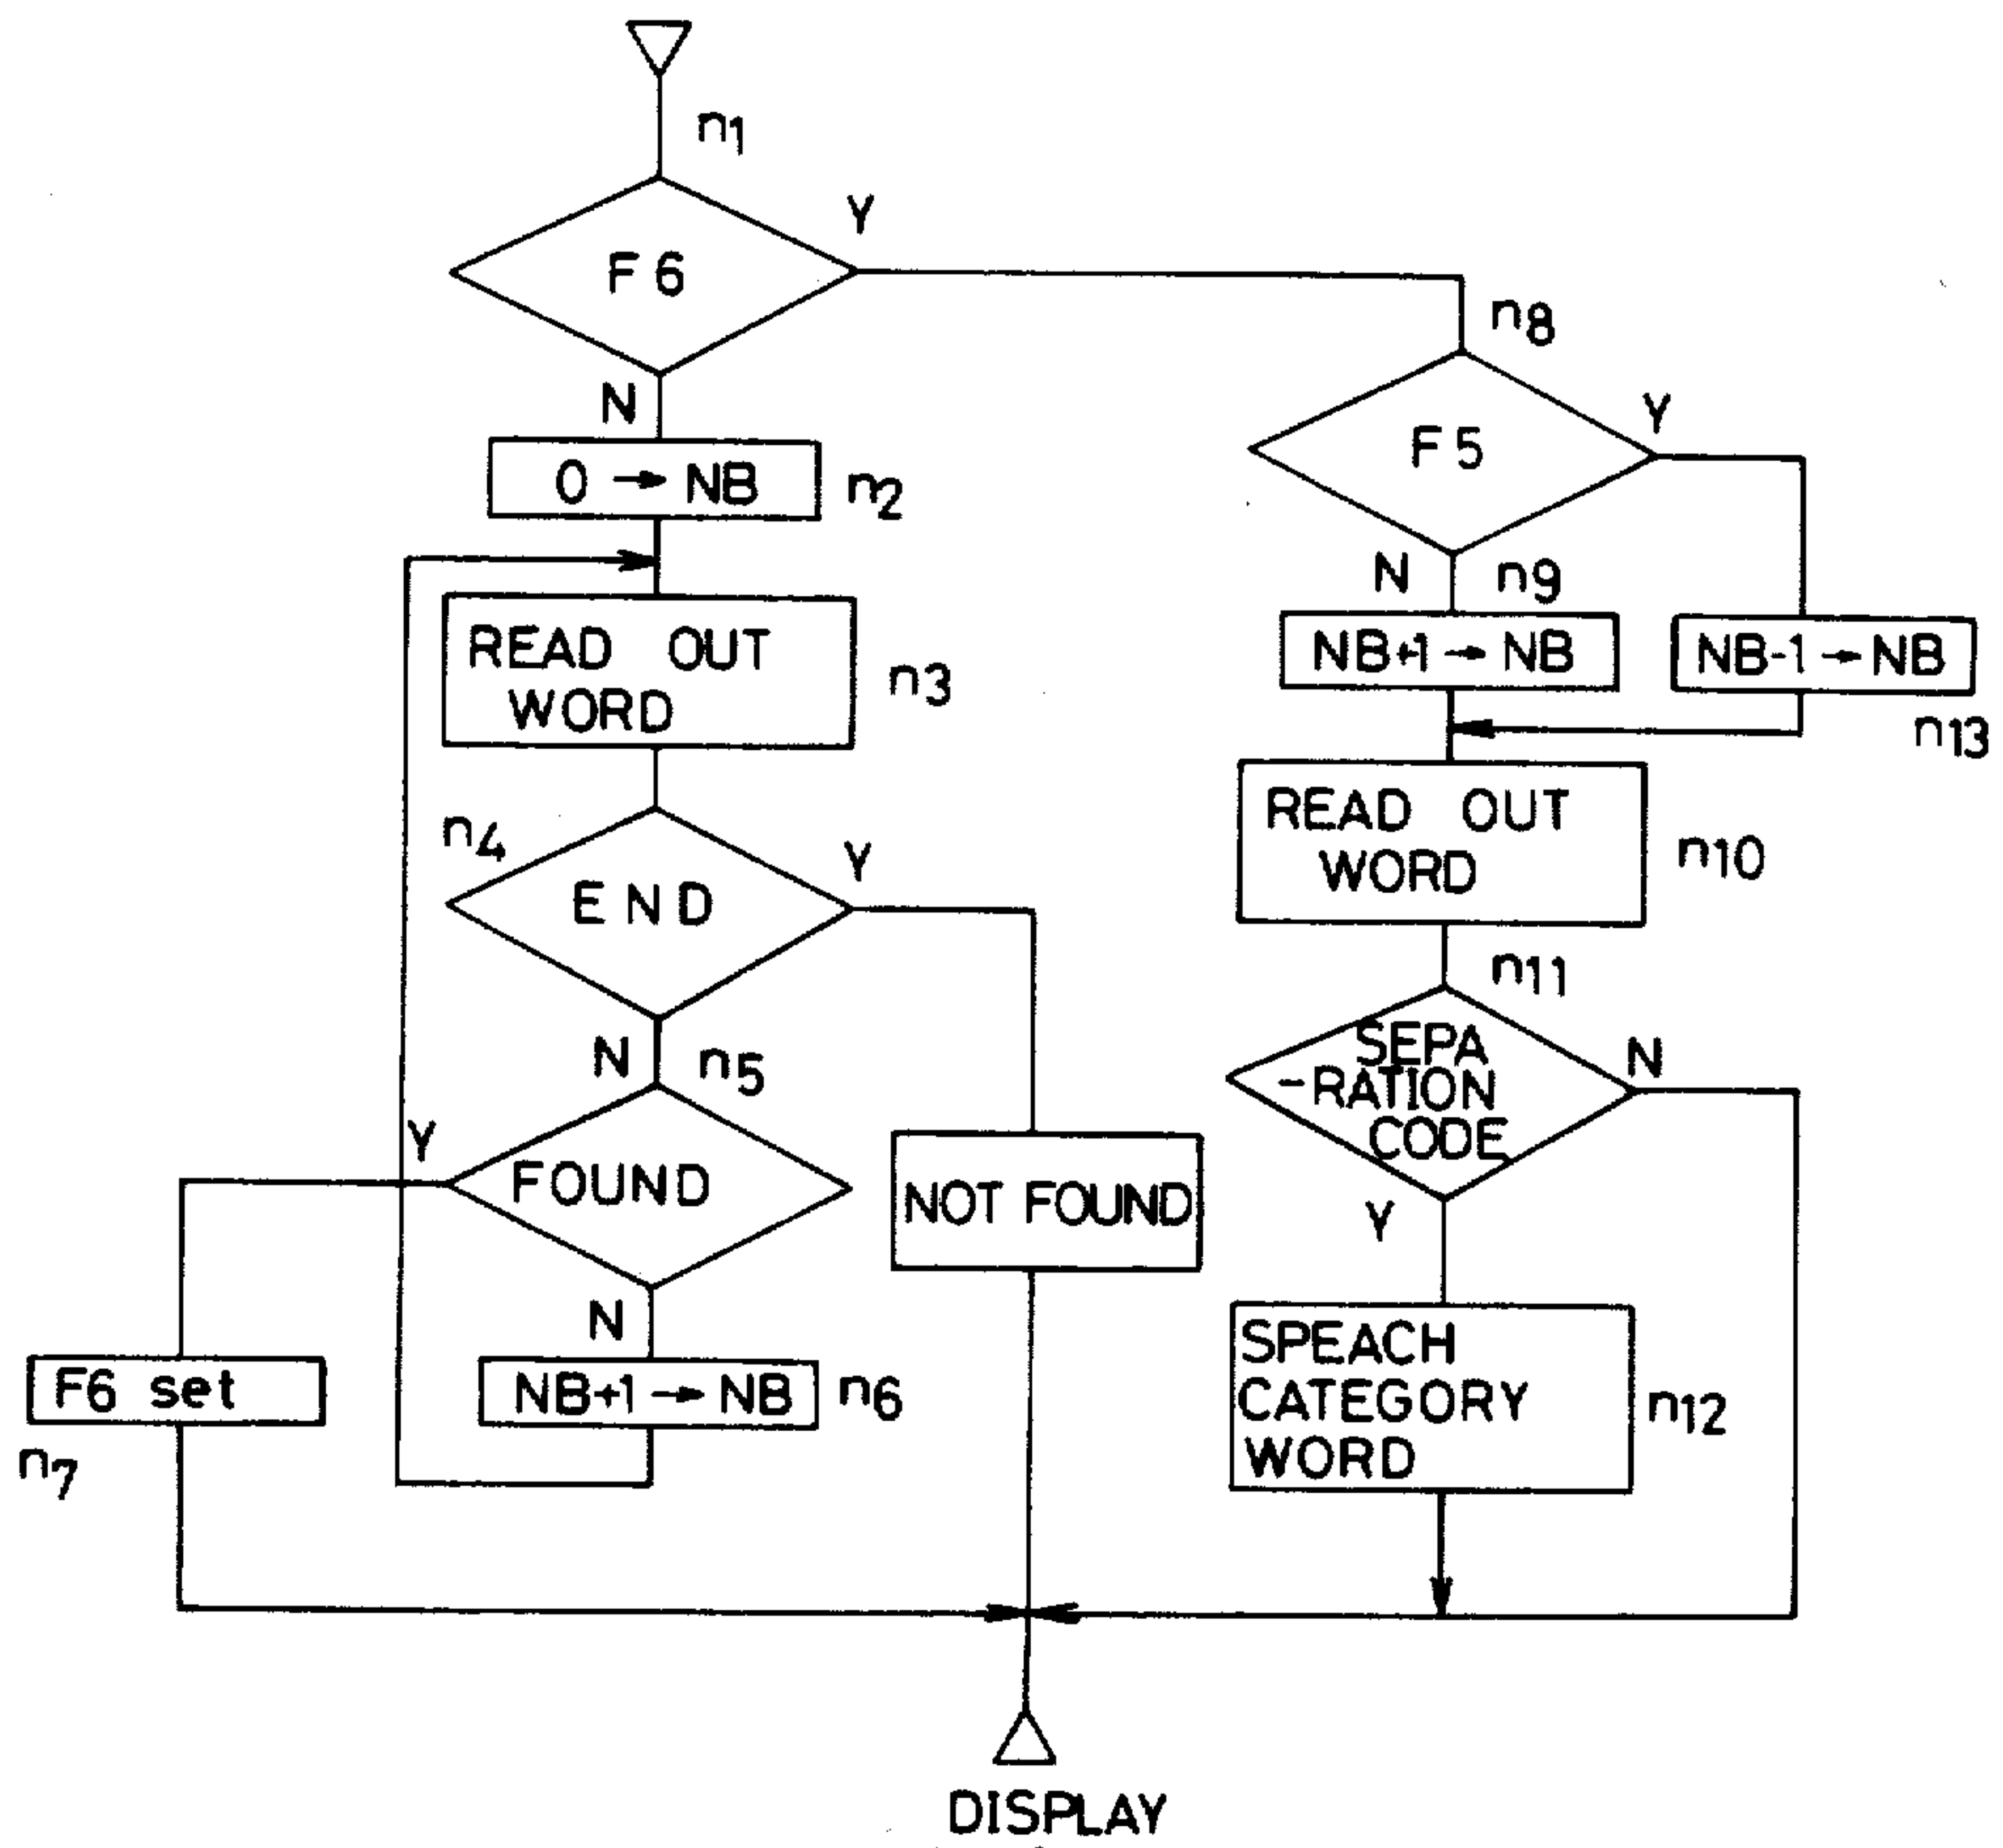 n1
Y
F6
N
0 → NB
n2
READ OUT
WORD
n3
n4
END
Y
N
n5
Y
FOUND
NOT FOUND
N
F6 set
n7
NB+1 → NB
n6
n8
F5
Y
N
n9
NB+1 → NB
NB-1 → NB
n13
READ OUT
WORD
n10
n11
SEPA
-RATION
CODE
N
Y
SPEACH
CATEGORY
WORD
n12
DISPLAY